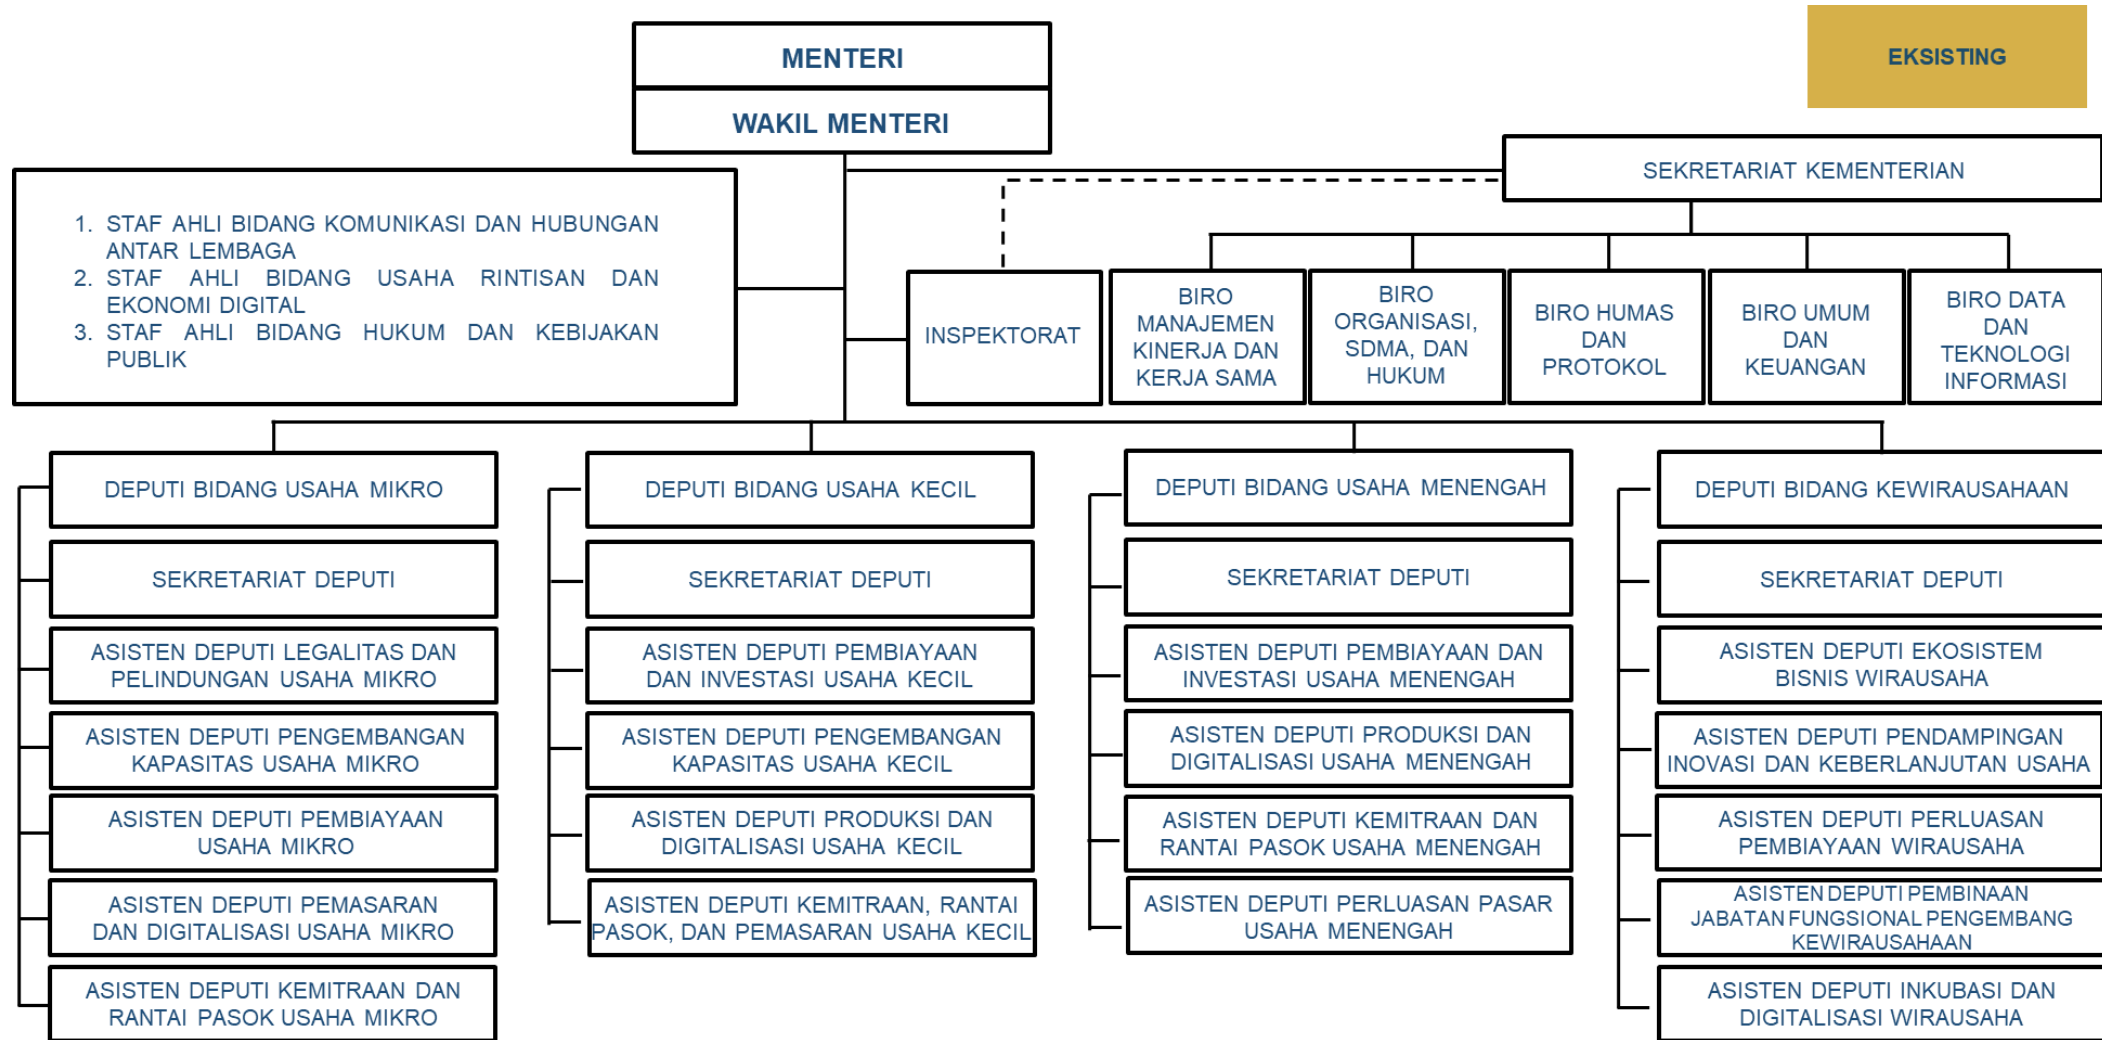 MENTERI
WAKIL MENTERI
EKSISTING
SEKRETARIAT KEMENTERIAN
1. STAF AHLI BIDANG KOMUNIKASI DAN HUBUNGAN
ANTAR LEMBAGA
2. STAF AHLI BIDANG USAHA RINTISAN DAN
EKONOMI DIGITAL
3. STAF AHLI BIDANG HUKUM DAN KEBIJAKAN
PUBLIK
INSPEKTORAT
BIRO
MANAJEMEN
KINERJA DAN
KERJA SAMA
BIRO
ORGANISASI,
SDMA, DAN
HUKUM
BIRO HUMAS
DAN
PROTOKOL
BIRO UMUM
DAN
KEUANGAN
BIRO DATA
DAN
TEKNOLOGI
INFORMASI
DEPUTI BIDANG USAHA MIKRO
SEKRETARIAT DEPUTI
ASISTEN DEPUTI LEGALITAS DAN
PELINDUNGAN USAHA MIKRO
ASISTEN DEPUTI PENGEMBANGAN
KAPASITAS USAHA MIKRO
ASISTEN DEPUTI PEMBIAYAAN
USAHA MIKRO
ASISTEN DEPUTI PEMASARAN
DAN DIGITALISASI USAHA MIKRO
ASISTEN DEPUTI KEMITRAAN DAN
RANTAI PASOK USAHA MIKRO
DEPUTI BIDANG USAHA KECIL
SEKRETARIAT DEPUTI
ASISTEN DEPUTI PEMBIAYAAN
DAN INVESTASI USAHA KECIL
ASISTEN DEPUTI PENGEMBANGAN
KAPASITAS USAHA KECIL
ASISTEN DEPUTI PRODUKSI DAN
DIGITALISASI USAHA KECIL
ASISTEN DEPUTI KEMITRAAN, RANTAI
PASOK, DAN PEMASARAN USAHA KECIL
DEPUTI BIDANG USAHA MENENGAH
SEKRETARIAT DEPUTI
ASISTEN DEPUTI PEMBIAYAAN DAN
INVESTASI USAHA MENENGAH
ASISTEN DEPUTI PRODUKSI DAN
DIGITALISASI USAHA MENENGAH
ASISTEN DEPUTI KEMITRAAN DAN
RANTAI PASOK USAHA MENENGAH
ASISTEN DEPUTI PERLUASAN PASAR
USAHA MENENGAH
DEPUTI BIDANG KEWIRAUSAHAAN
SEKRETARIAT DEPUTI
ASISTEN DEPUTI EKOSISTEM
BISNIS WIRAUSAHA
ASISTEN DEPUTI PENDAMPINGAN
INOVASI DAN KEBERLANJUTAN USAHA
ASISTEN DEPUTI PERLUASAN
PEMBIAYAAN WIRAUSAHA
ASISTEN DEPUTI PEMBINAAN
JABATAN FUNGSIONAL PENGEMBANG
KEWIRAUSAHAAN
ASISTEN DEPUTI INKUBASI DAN
DIGITALISASI WIRAUSAHA